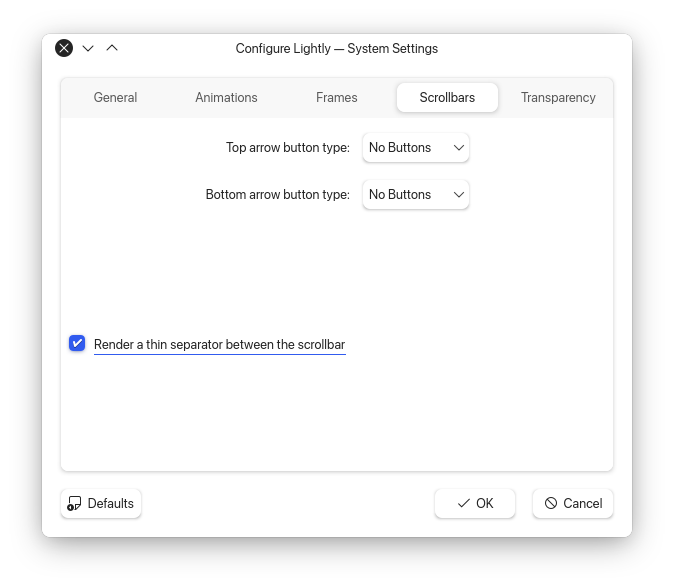 Configure Lightly — System Settings
General Animations Frames Scrollbars Transparency
Top arrow button type: No Buttons
Bottom arrow button type: No Buttons
Render a thin separator between the scrollbar
Defaults OK Cancel